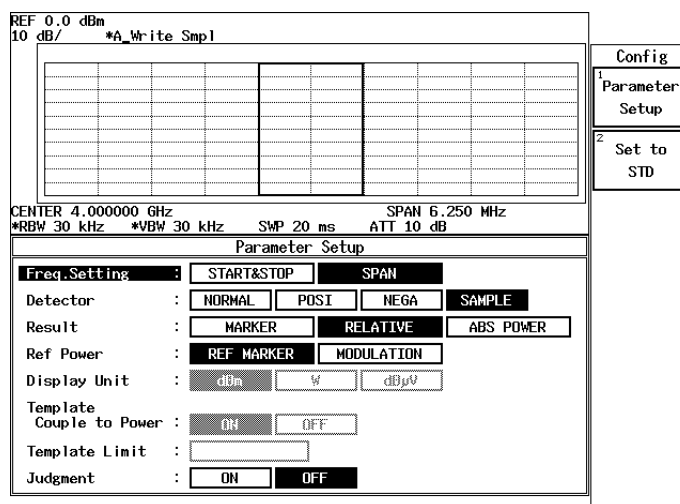 REF 0.0 dBm
10 dB/ *A_Write Smpl
CENTER 4.000000 GHz SPAN 6.250 MHz
*RBW 30 kHz *VBW 30 kHz SWP 20 ms ATT 10 dB
Parameter Setup
Freq.Setting : START&STOP SPAN
Detector : NORMAL POSI NEGA SAMPLE
Result : MARKER RELATIVE ABS POWER
Ref Power : REF MARKER MODULATION
Display Unit : dBm W dBμV
Template
Couple to Power : ON OFF
Template Limit :
Judgment : ON OFF
Config
1
Parameter
Setup
2
Set to
STD